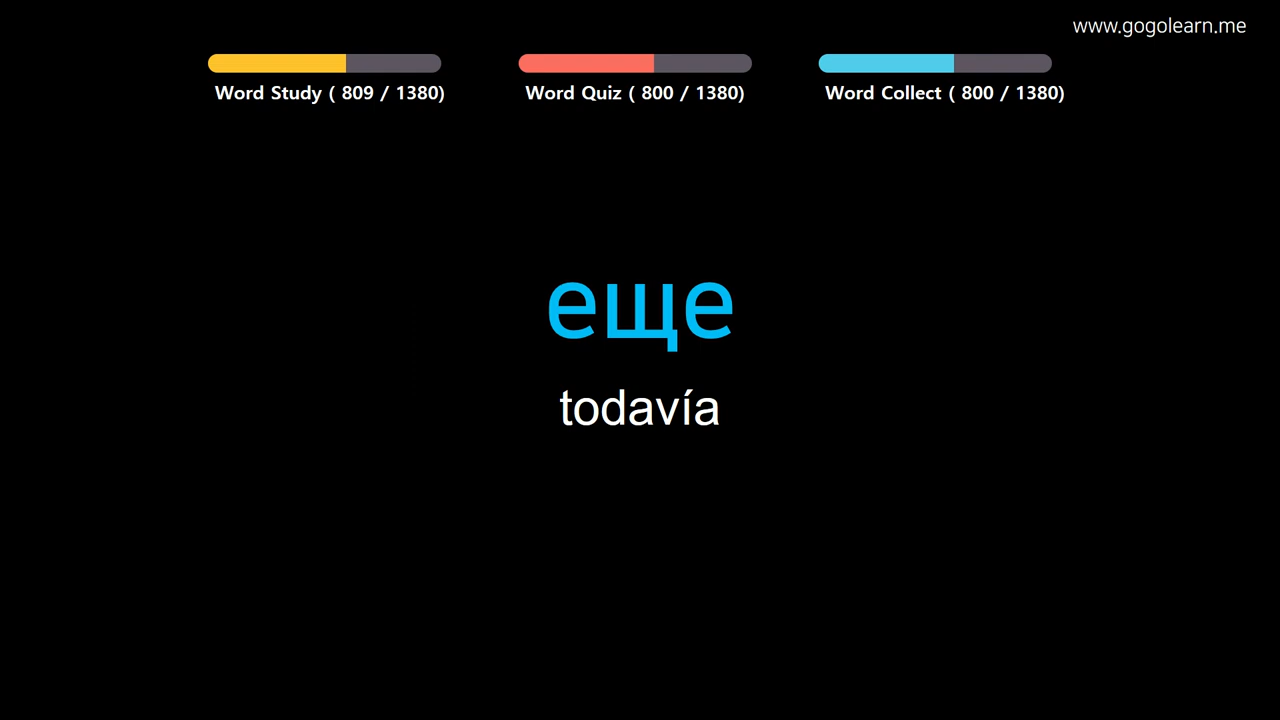 www.gogolearn.me
Word Study ( 809 / 1380)
Word Quiz ( 800 / 1380)
Word Collect ( 800 / 1380)
еще
todavía